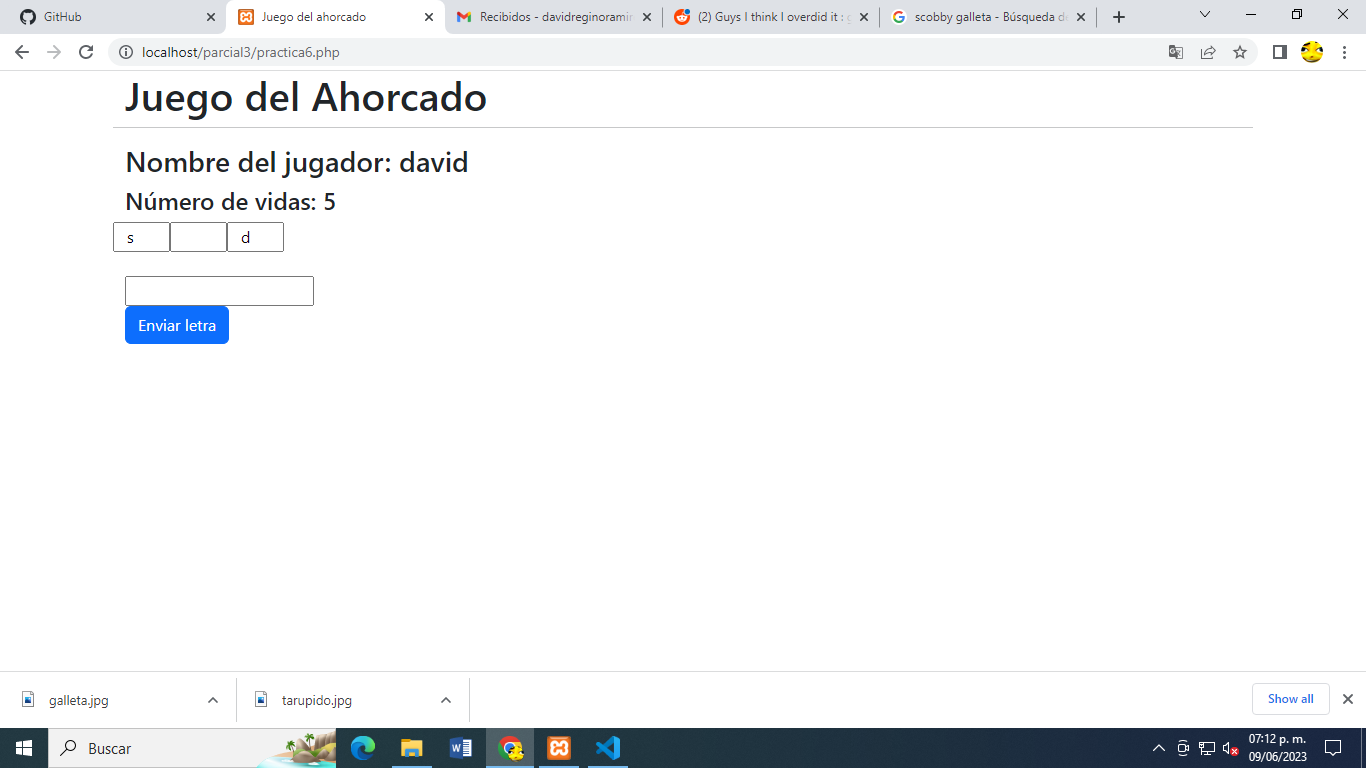 GitHub
Juego del ahorcado
Recibidos - davidreginoramir
(2) Guys I think I overdid it : g
scobby galleta - Búsqueda de
localhost/parcial3/practica6.php
Juego del Ahorcado
Nombre del jugador: david
Número de vidas: 5
s d
Enviar letra
galleta.jpg
tarupido.jpg
Show all
Buscar
07:12 p. m.
09/06/2023